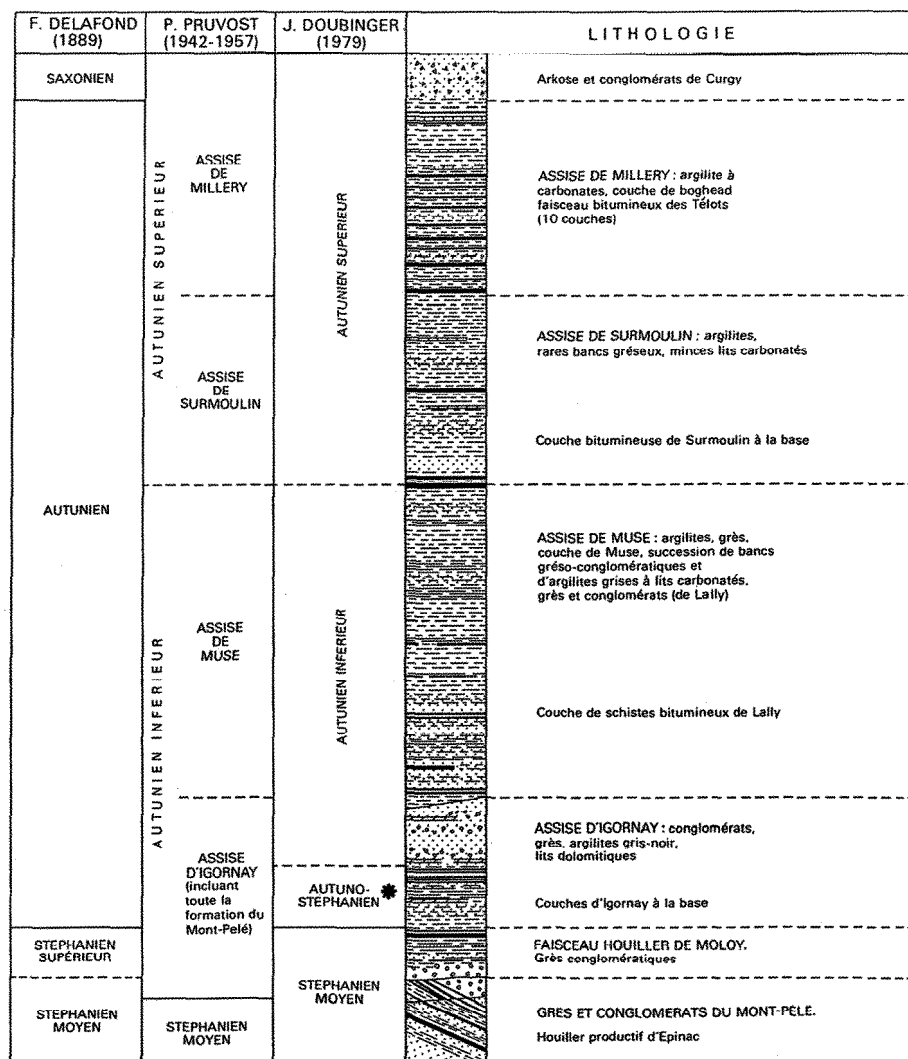 F. DELAFOND
(1889)
P. PRUVOST
(1942-1957)
J. DOUBINGER
(1979)
LITHOLOGIE
SAXONIEN
AUTUNIEN
STEPHANIEN
SUPÉRIEUR
STEPHANIEN
MOYEN
AUTUNIEN SUPERIEUR
AUTUNIEN INFERIEUR
ASSISE
DE
MILLERY
ASSISE
DE
SURMOULIN
ASSISE
DE
MUSE
ASSISE
D'IGORNAY
(incluant
toute la
formation du
Mont-Pelé)
STEPHANIEN
MOYEN
AUTUNIEN SUPERIEUR
AUTUNIEN INFERIEUR
AUTUNO-
STEPHANIEN *
STEPHANIEN
MOYEN
Arkose et conglomérats de Curgy
ASSISE DE MILLERY : argilite à
carbonates, couche de boghead
faisceau bitumineux des Télots
(10 couches)
ASSISE DE SURMOULIN : argilites,
rares bancs gréseux, minces lits carbonatés
Couche bitumineuse de Surmoulin à la base
ASSISE DE MUSE : argilites, grès,
couche de Muse, succession de bancs
gréso-conglomératiques et
d'argilites grises à lits carbonatés,
grès et conglomérats (de Lally)
Couche de schistes bitumineux de Lally
ASSISE D'IGORNAY : conglomérats,
grès, argilites gris-noir,
lits dolomitiques
Couches d'Igornay à la base
FAISCEAU HOUILLER DE MOLOY.
Grès conglomératiques
GRES ET CONGLOMERATS DU MONT-PELE.
Houiller productif d'Epinac